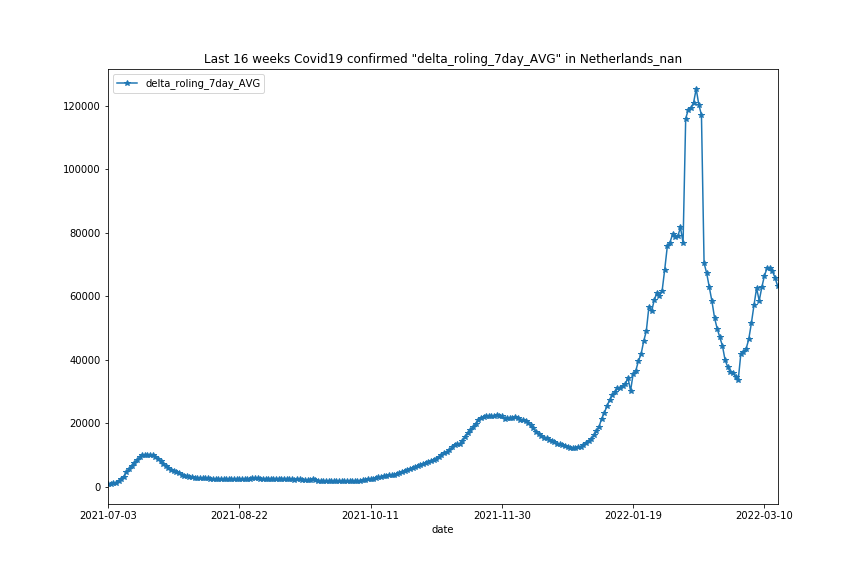 Last 16 weeks Covid19 confirmed "delta_roling_7day_AVG" in Netherlands_nan
delta_roling_7day_AVG
120000
100000
80000
60000
40000
20000
0
2021-07-03 2021-08-22 2021-10-11 2021-11-30 2022-01-19 2022-03-10
date